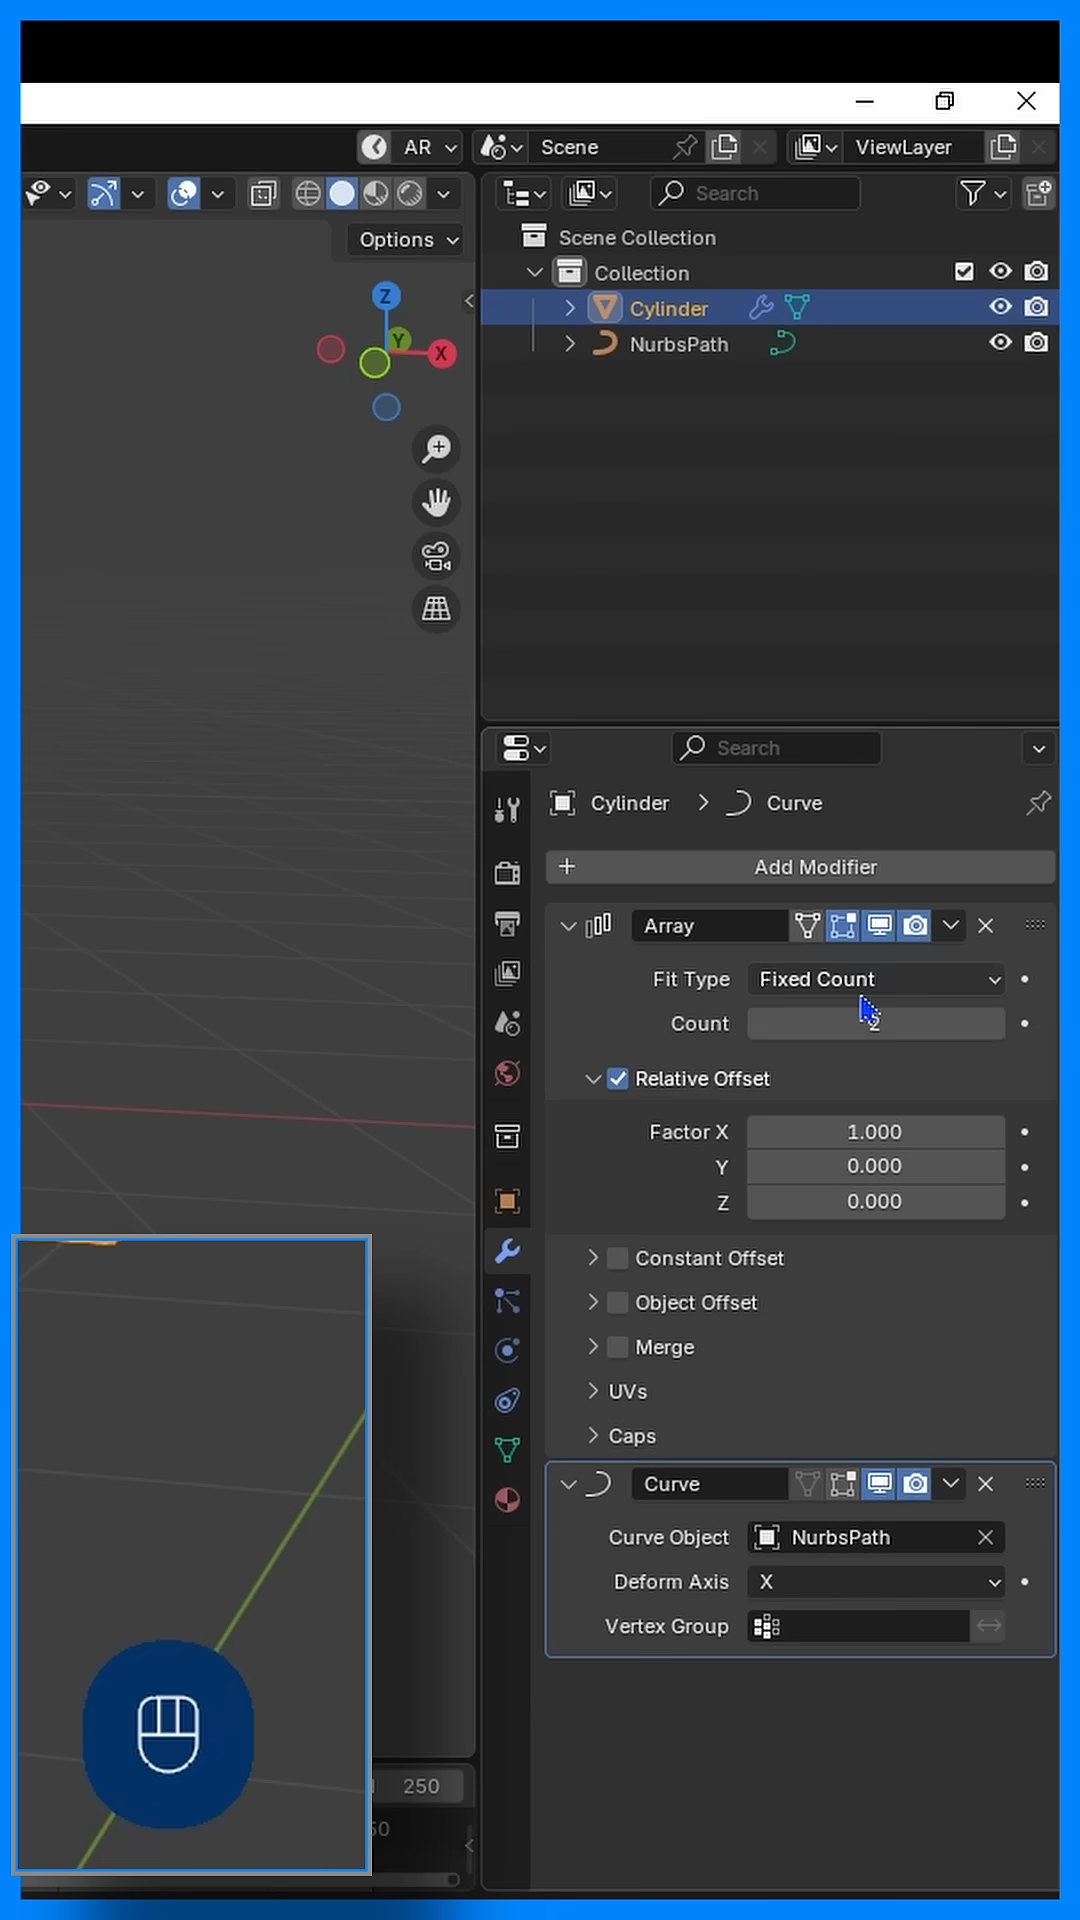 AR
Scene
ViewLayer
Search
Options
Scene Collection
Collection
Z
Y
X
Cylinder
NurbsPath
Search
Cylinder
Curve
Add Modifier
Array
Fit Type
Fixed Count
Count
2
Relative Offset
Factor X
1.000
Y
0.000
Z
0.000
Constant Offset
Object Offset
Merge
UVs
Caps
Curve
Curve Object
NurbsPath
Deform Axis
X
Vertex Group
250
50